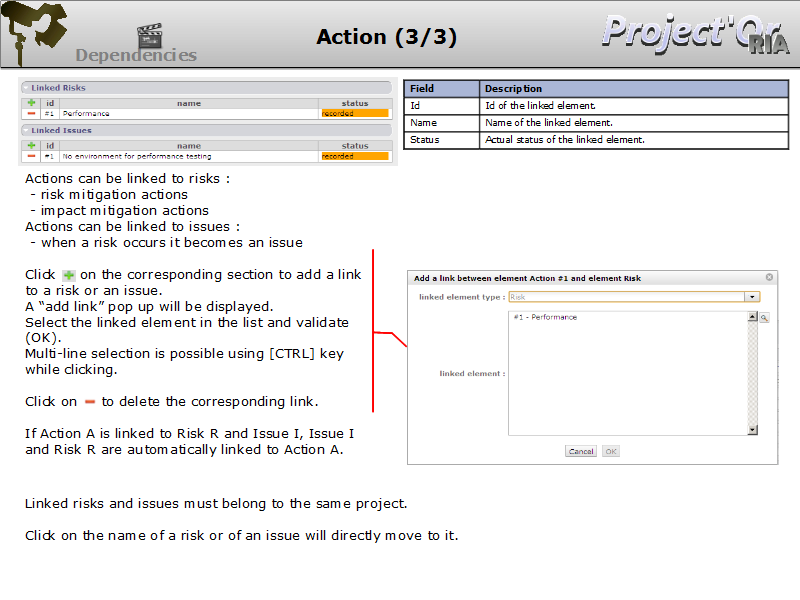 Action (3/3)
Project'Or
RIA
Dependencies
Linked Risks
id name status
#1 Performance recorded
Linked Issues
id name status
#1 No environment for performance testing recorded
Field Description
Id Id of the linked element.
Name Name of the linked element.
Status Actual status of the linked element.
Actions can be linked to risks :
- risk mitigation actions
- impact mitigation actions
Actions can be linked to issues :
- when a risk occurs it becomes an issue
Click on the corresponding section to add a link
to a risk or an issue.
A “add link” pop up will be displayed.
Select the linked element in the list and validate
(OK).
Multi-line selection is possible using [CTRL] key
while clicking.
Click on to delete the corresponding link.
If Action A is linked to Risk R and Issue I, Issue I
and Risk R are automatically linked to Action A.
Add a link between element Action #1 and element Risk
linked element type : Risk
#1 - Performance
linked element :
Cancel OK
Linked risks and issues must belong to the same project.
Click on the name of a risk or of an issue will directly move to it.